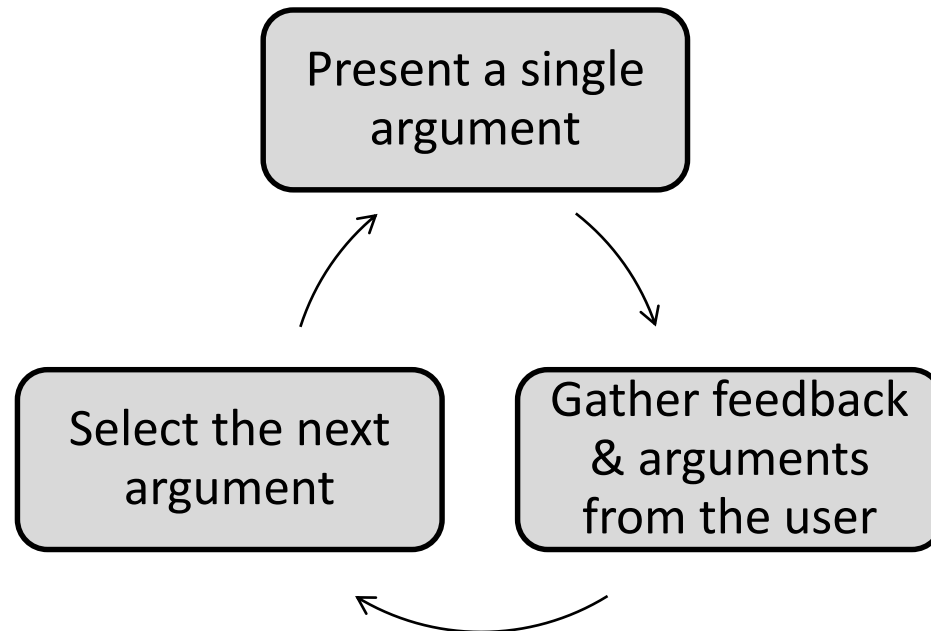 Present a single
argument
Select the next
argument
Gather feedback
& arguments
from the user